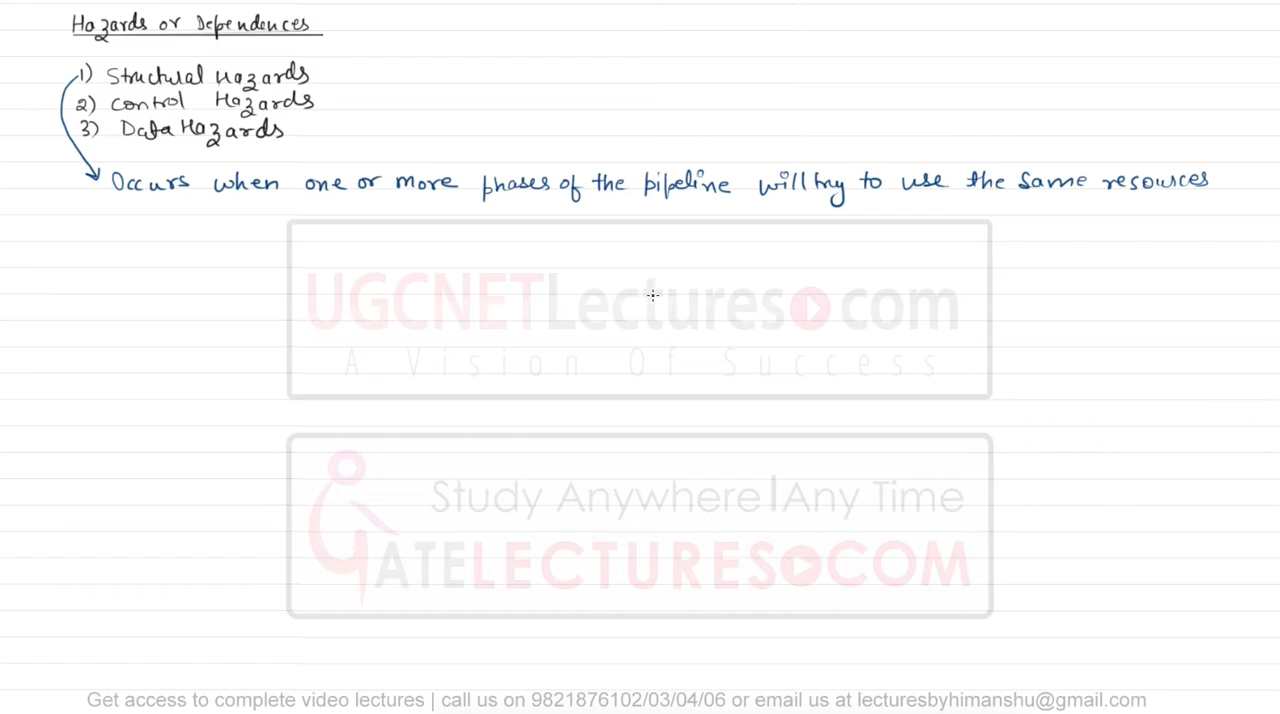 Hazards or Dependences
1) Structural Hazards
2) Control Hazards
3) Data Hazards
Occurs when one or more phases of the pipeline will try to use the same resources
UGCNETLectures.com
A Vision Of Success
Study Anywhere|Any Time
GATELECTURES.COM
Get access to complete video lectures | call us on 9821876102/03/04/06 or email us at lecturesbyhimanshu@gmail.com